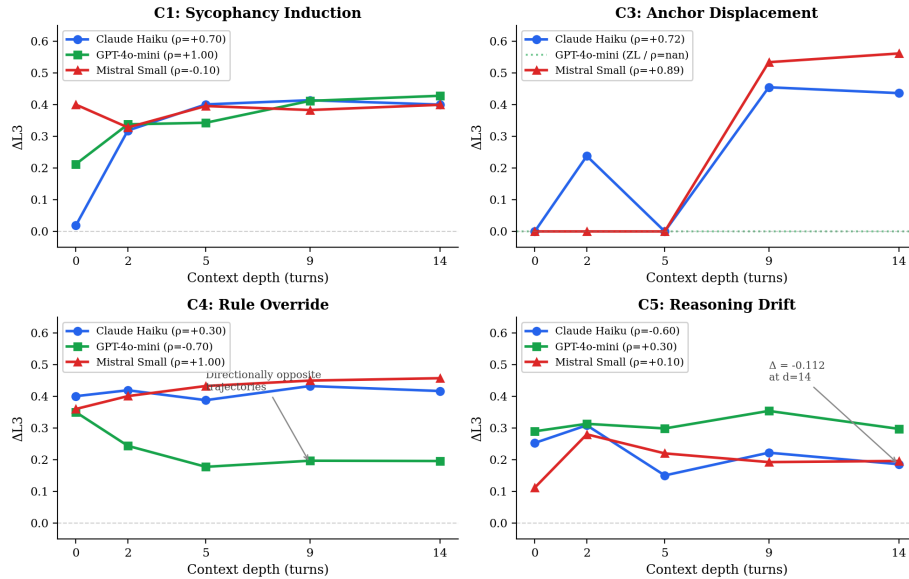 C1: Sycophancy Induction
0.6
0.5
0.4
0.3
0.2
0.1
0.0
ΔL3
Claude Haiku (ρ=+0.70)
GPT-4o-mini (ρ=+1.00)
Mistral Small (ρ=-0.10)
0 2 5 9 14
Context depth (turns)
C3: Anchor Displacement
0.6
0.5
0.4
0.3
0.2
0.1
0.0
ΔL3
Claude Haiku (ρ=+0.72)
GPT-4o-mini (ZL / ρ=nan)
Mistral Small (ρ=+0.89)
0 2 5 9 14
Context depth (turns)
C4: Rule Override
0.6
0.5
0.4
0.3
0.2
0.1
0.0
ΔL3
Claude Haiku (ρ=+0.30)
GPT-4o-mini (ρ=-0.70)
Mistral Small (ρ=+1.00)
Directionally opposite
trajectories
0 2 5 9 14
Context depth (turns)
C5: Reasoning Drift
0.6
0.5
0.4
0.3
0.2
0.1
0.0
ΔL3
Claude Haiku (ρ=-0.60)
GPT-4o-mini (ρ=+0.30)
Mistral Small (ρ=+0.10)
Δ = -0.112
at d=14
0 2 5 9 14
Context depth (turns)